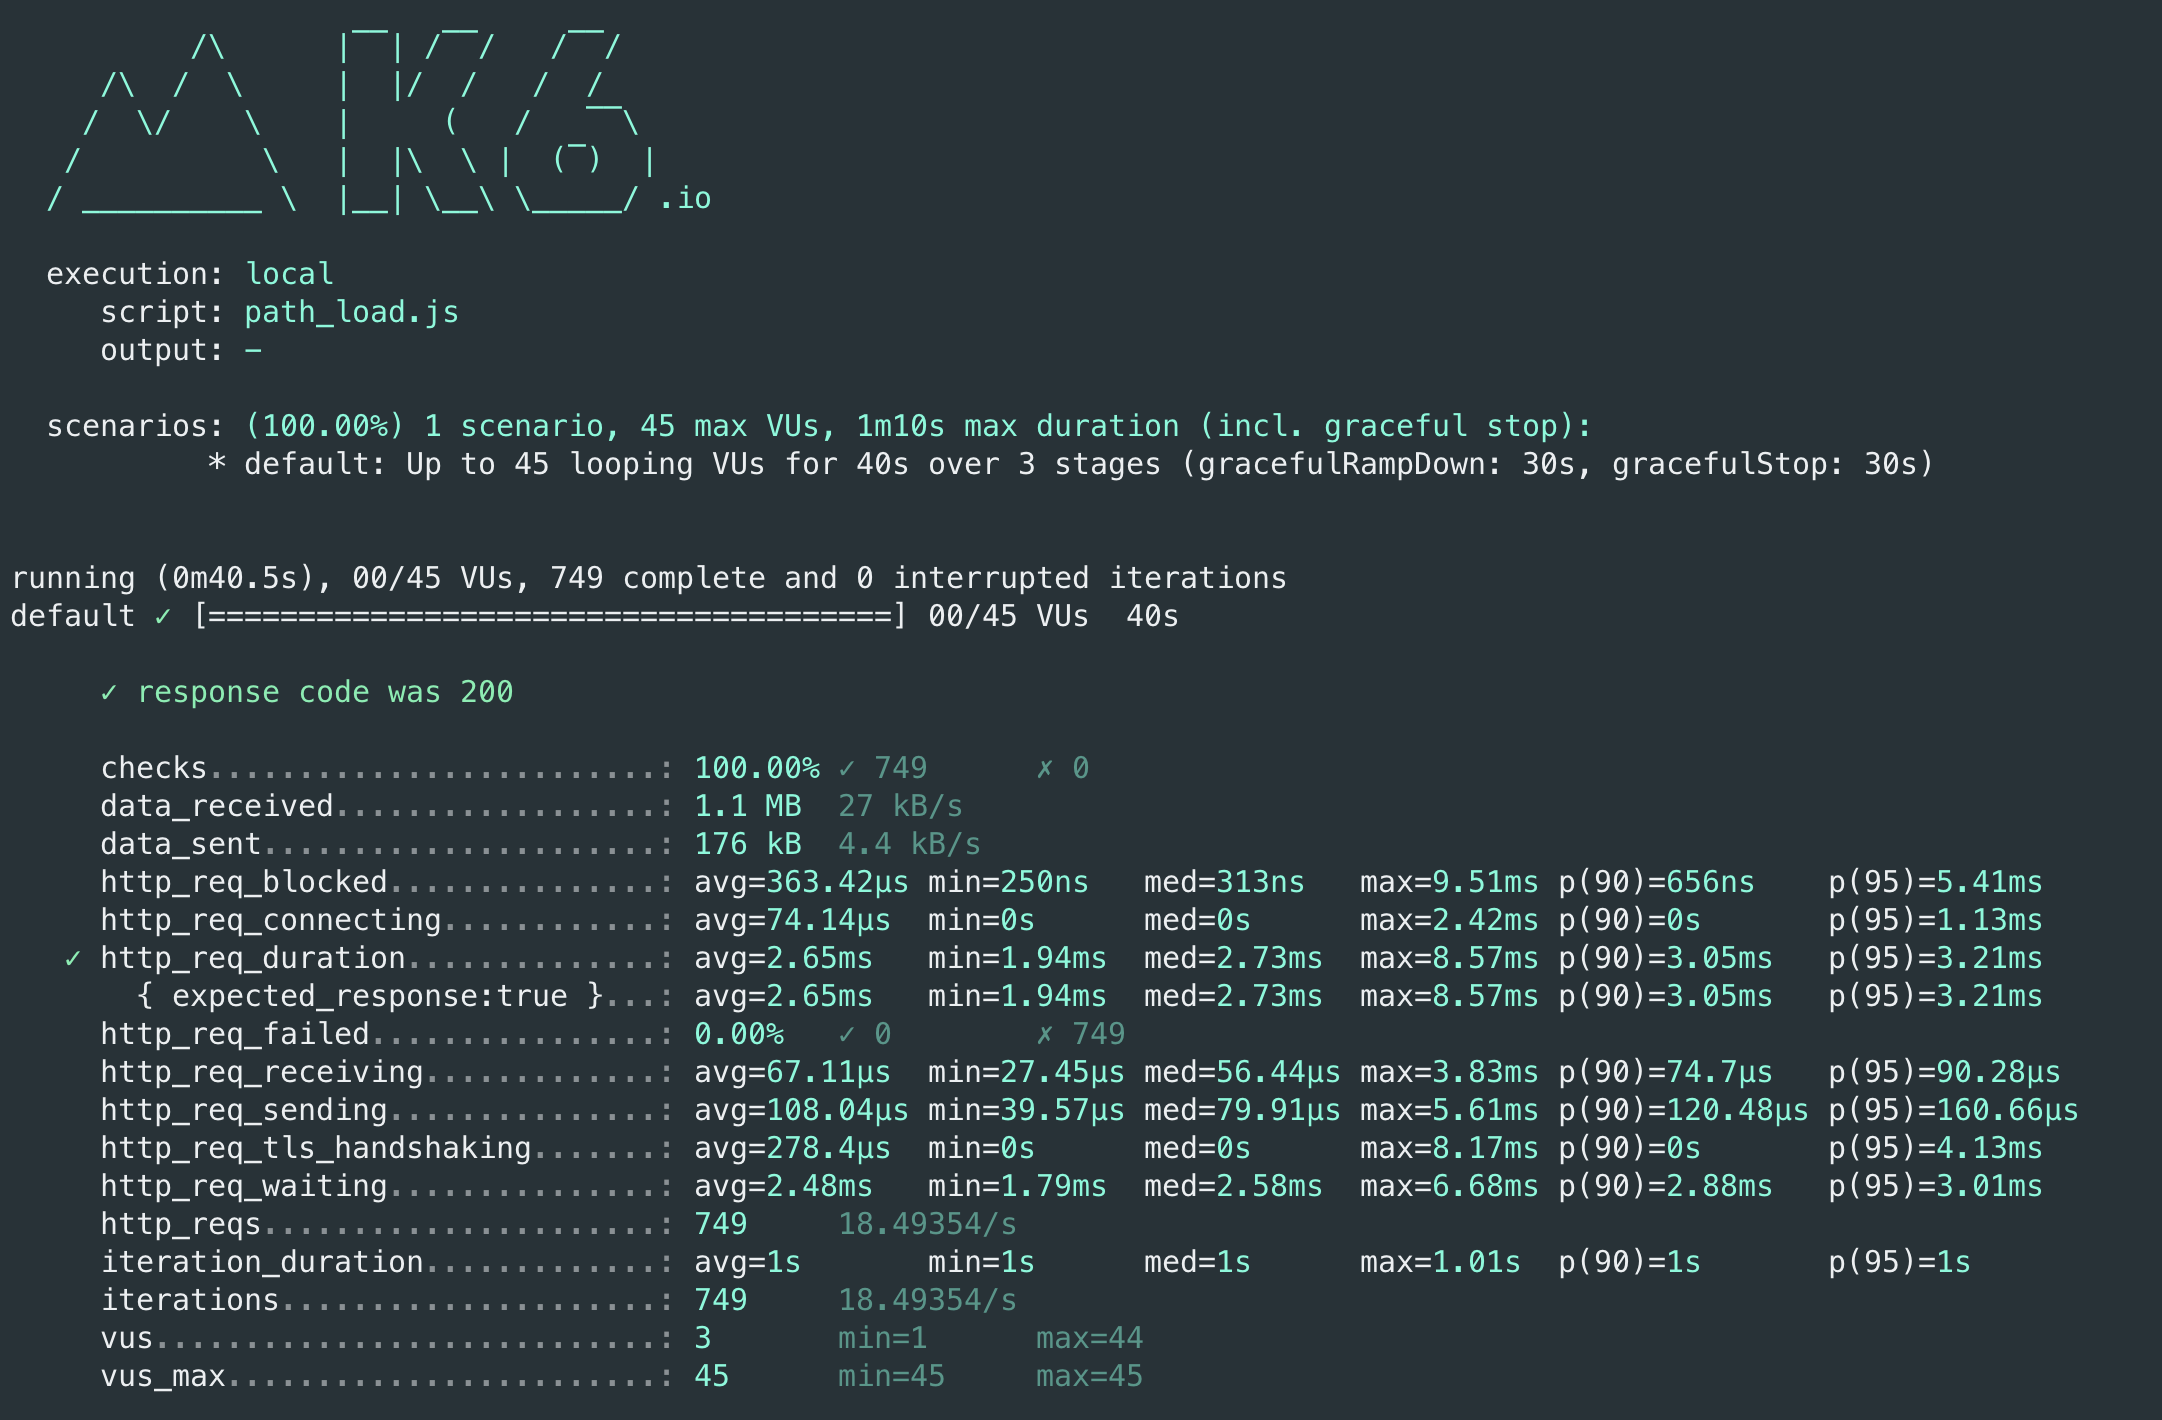 /\      |‾‾| /‾‾/   /‾‾/
     /\  /  \     |  |/  /   /  /
    /  \/    \    |     (   /   ‾‾\
   /          \   |  |\  \ |  (‾)  |
  / __________ \  |__| \__\ \_____/ .io
  execution: local
     script: path_load.js
     output: -
  scenarios: (100.00%) 1 scenario, 45 max VUs, 1m10s max duration (incl. graceful stop):
           * default: Up to 45 looping VUs for 40s over 3 stages (gracefulRampDown: 30s, gracefulStop: 30s)
running (0m40.5s), 00/45 VUs, 749 complete and 0 interrupted iterations
default ✓ [======================================] 00/45 VUs  40s
     ✓ response code was 200
     checks.........................: 100.00% ✓ 749      ✗ 0
     data_received..................: 1.1 MB  27 kB/s
     data_sent......................: 176 kB  4.4 kB/s
     http_req_blocked...............: avg=363.42µs min=250ns   med=313ns   max=9.51ms p(90)=656ns    p(95)=5.41ms
     http_req_connecting............: avg=74.14µs  min=0s      med=0s      max=2.42ms p(90)=0s       p(95)=1.13ms
   ✓ http_req_duration..............: avg=2.65ms   min=1.94ms  med=2.73ms  max=8.57ms p(90)=3.05ms   p(95)=3.21ms
       { expected_response:true }...: avg=2.65ms   min=1.94ms  med=2.73ms  max=8.57ms p(90)=3.05ms   p(95)=3.21ms
     http_req_failed................: 0.00%   ✓ 0        ✗ 749
     http_req_receiving.............: avg=67.11µs  min=27.45µs med=56.44µs max=3.83ms p(90)=74.7µs   p(95)=90.28µs
     http_req_sending...............: avg=108.04µs min=39.57µs med=79.91µs max=5.61ms p(90)=120.48µs p(95)=160.66µs
     http_req_tls_handshaking.......: avg=278.4µs  min=0s      med=0s      max=8.17ms p(90)=0s       p(95)=4.13ms
     http_req_waiting...............: avg=2.48ms   min=1.79ms  med=2.58ms  max=6.68ms p(90)=2.88ms   p(95)=3.01ms
     http_reqs......................: 749     18.49354/s
     iteration_duration.............: avg=1s       min=1s      med=1s      max=1.01s  p(90)=1s       p(95)=1s
     iterations.....................: 749     18.49354/s
     vus............................: 3       min=1      max=44
     vus_max........................: 45      min=45     max=45